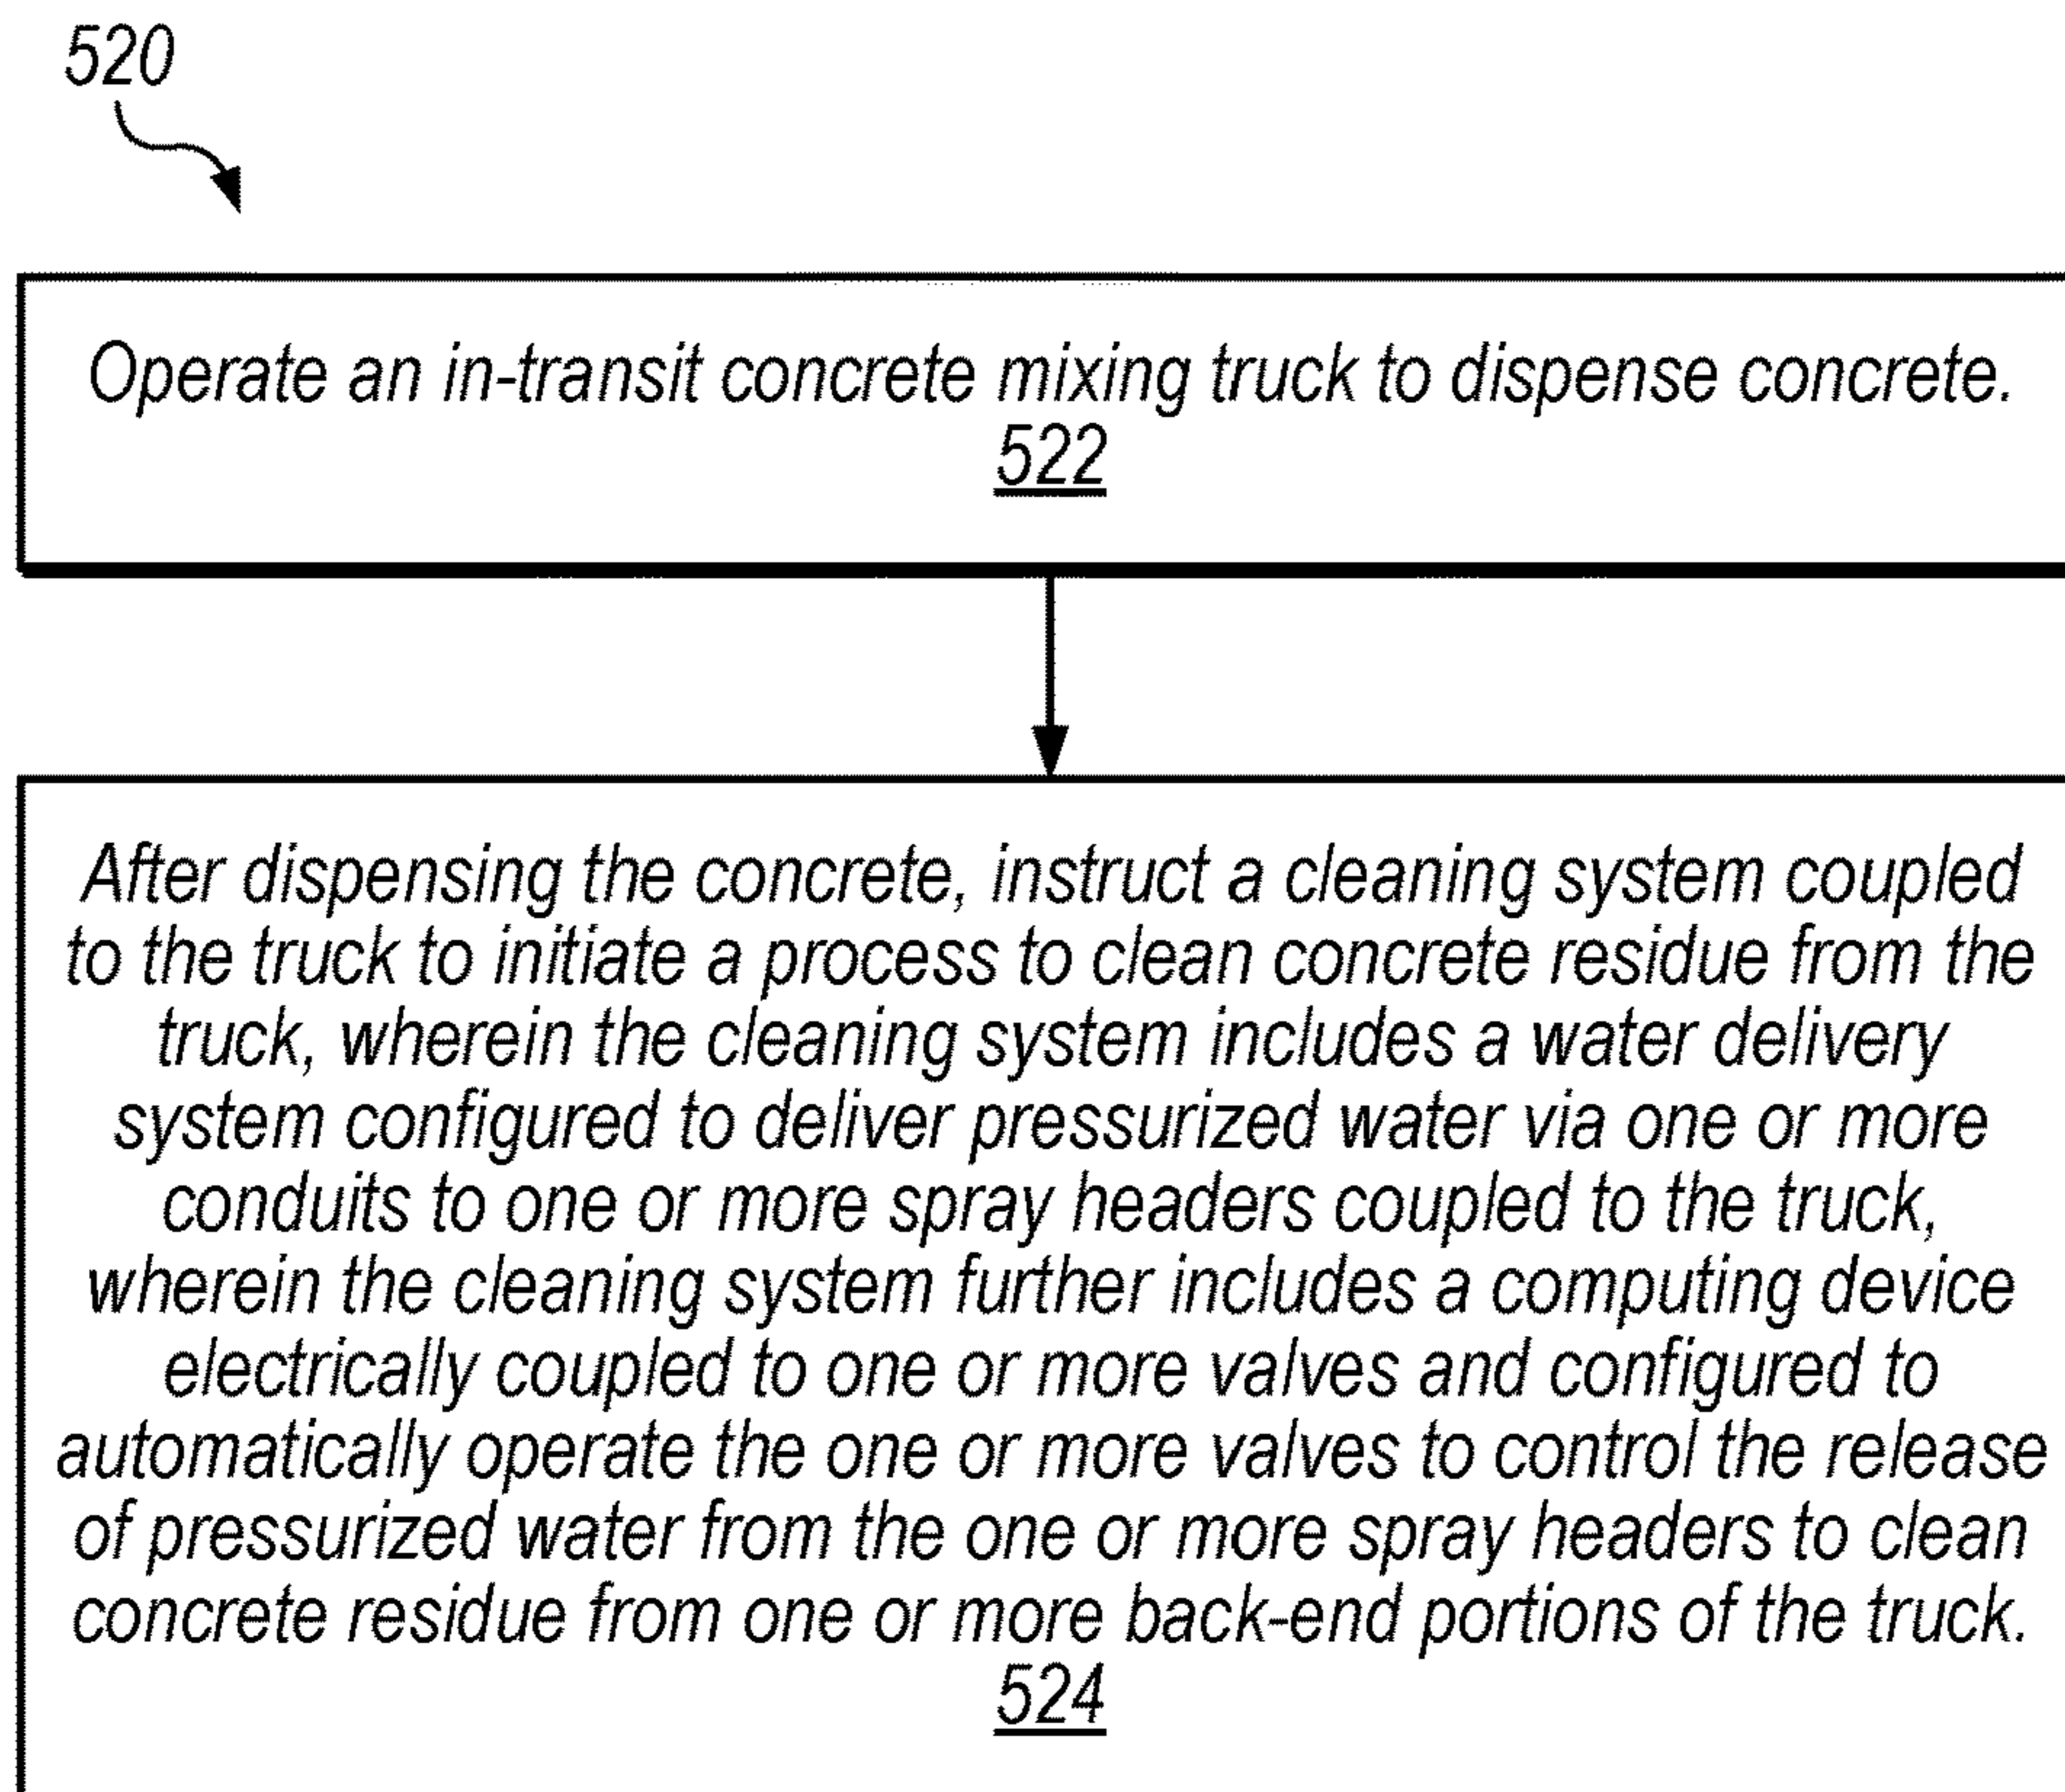 520
Operate an in-transit concrete mixing truck to dispense concrete.
522
After dispensing the concrete, instruct a cleaning system coupled
to the truck to initiate a process to clean concrete residue from the
truck, wherein the cleaning system includes a water delivery
system configured to deliver pressurized water via one or more
conduits to one or more spray headers coupled to the truck,
wherein the cleaning system further includes a computing device
electrically coupled to one or more valves and configured to
automatically operate the one or more valves to control the release
of pressurized water from the one or more spray headers to clean
concrete residue from one or more back-end portions of the truck.
524